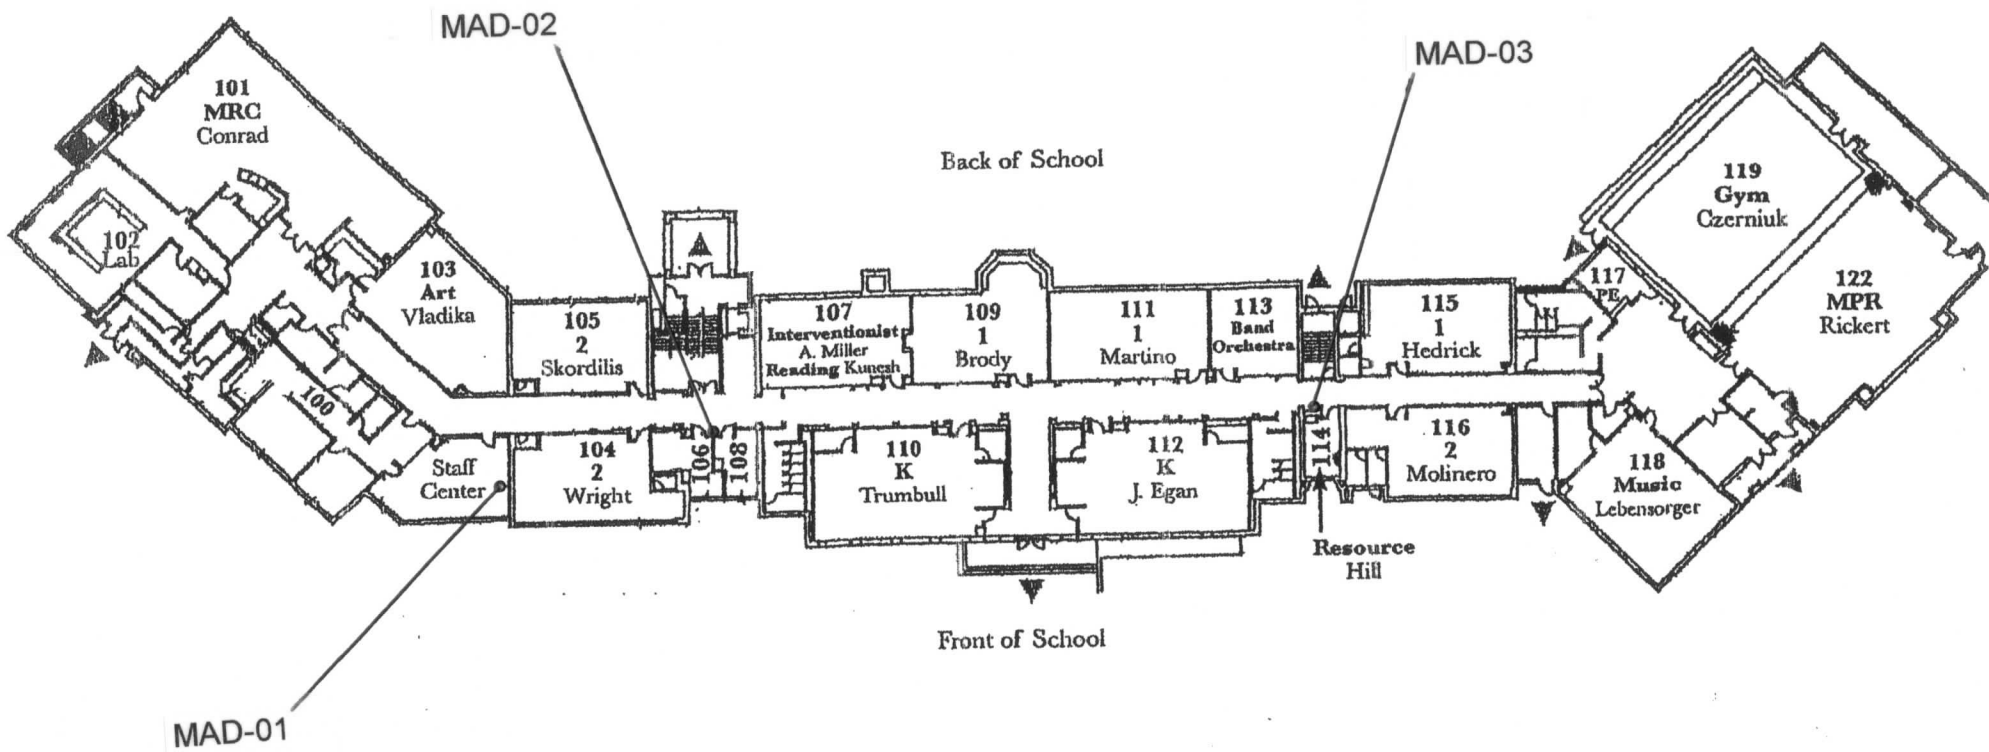 MAD-02
MAD-03
101
MRC
Conrad
Back of School
119
Gym
Czerniuk
102
Lab
103
Art
Vladika
117
PE
122
MPR
Rickert
105
2
Skordilis
107
Interventionist
A. Miller
Reading Kunesh
109
1
Brody
111
1
Martino
113
Band
Orchestra
115
1
Hedrick
100
Staff
Center
104
2
Wright
106
108
110
K
Trumbull
112
K
J. Egan
114
116
2
Molinero
118
Music
Lebensorger
Resource
Hill
Front of School
MAD-01